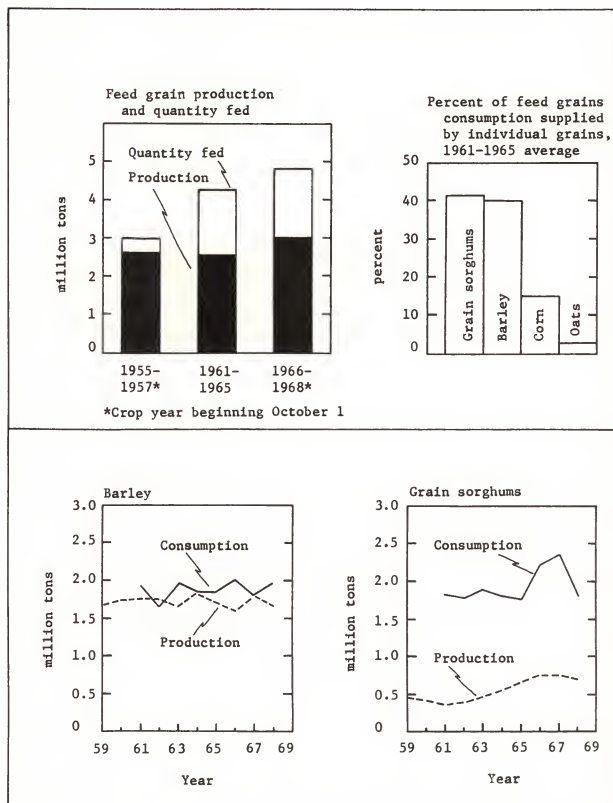 Feed grain production
and quantity fed
Quantity fed
Production
million tons
5
4
3
2
1
0
1955-
1957*
1961-
1965
1966-
1968*
*Crop year beginning October 1
Percent of feed grains
consumption supplied
by individual grains,
1961-1965 average
percent
50
40
30
20
10
0
Grain sorghums
Barley
Corn
Oats
Barley
million tons
3.0
2.5
2.0
1.5
1.0
0.5
0
Consumption
Production
59 61 63 65 67 69
Year
Grain sorghums
million tons
3.0
2.5
2.0
1.5
1.0
0.5
0
Consumption
Production
59 61 63 65 67 69
Year